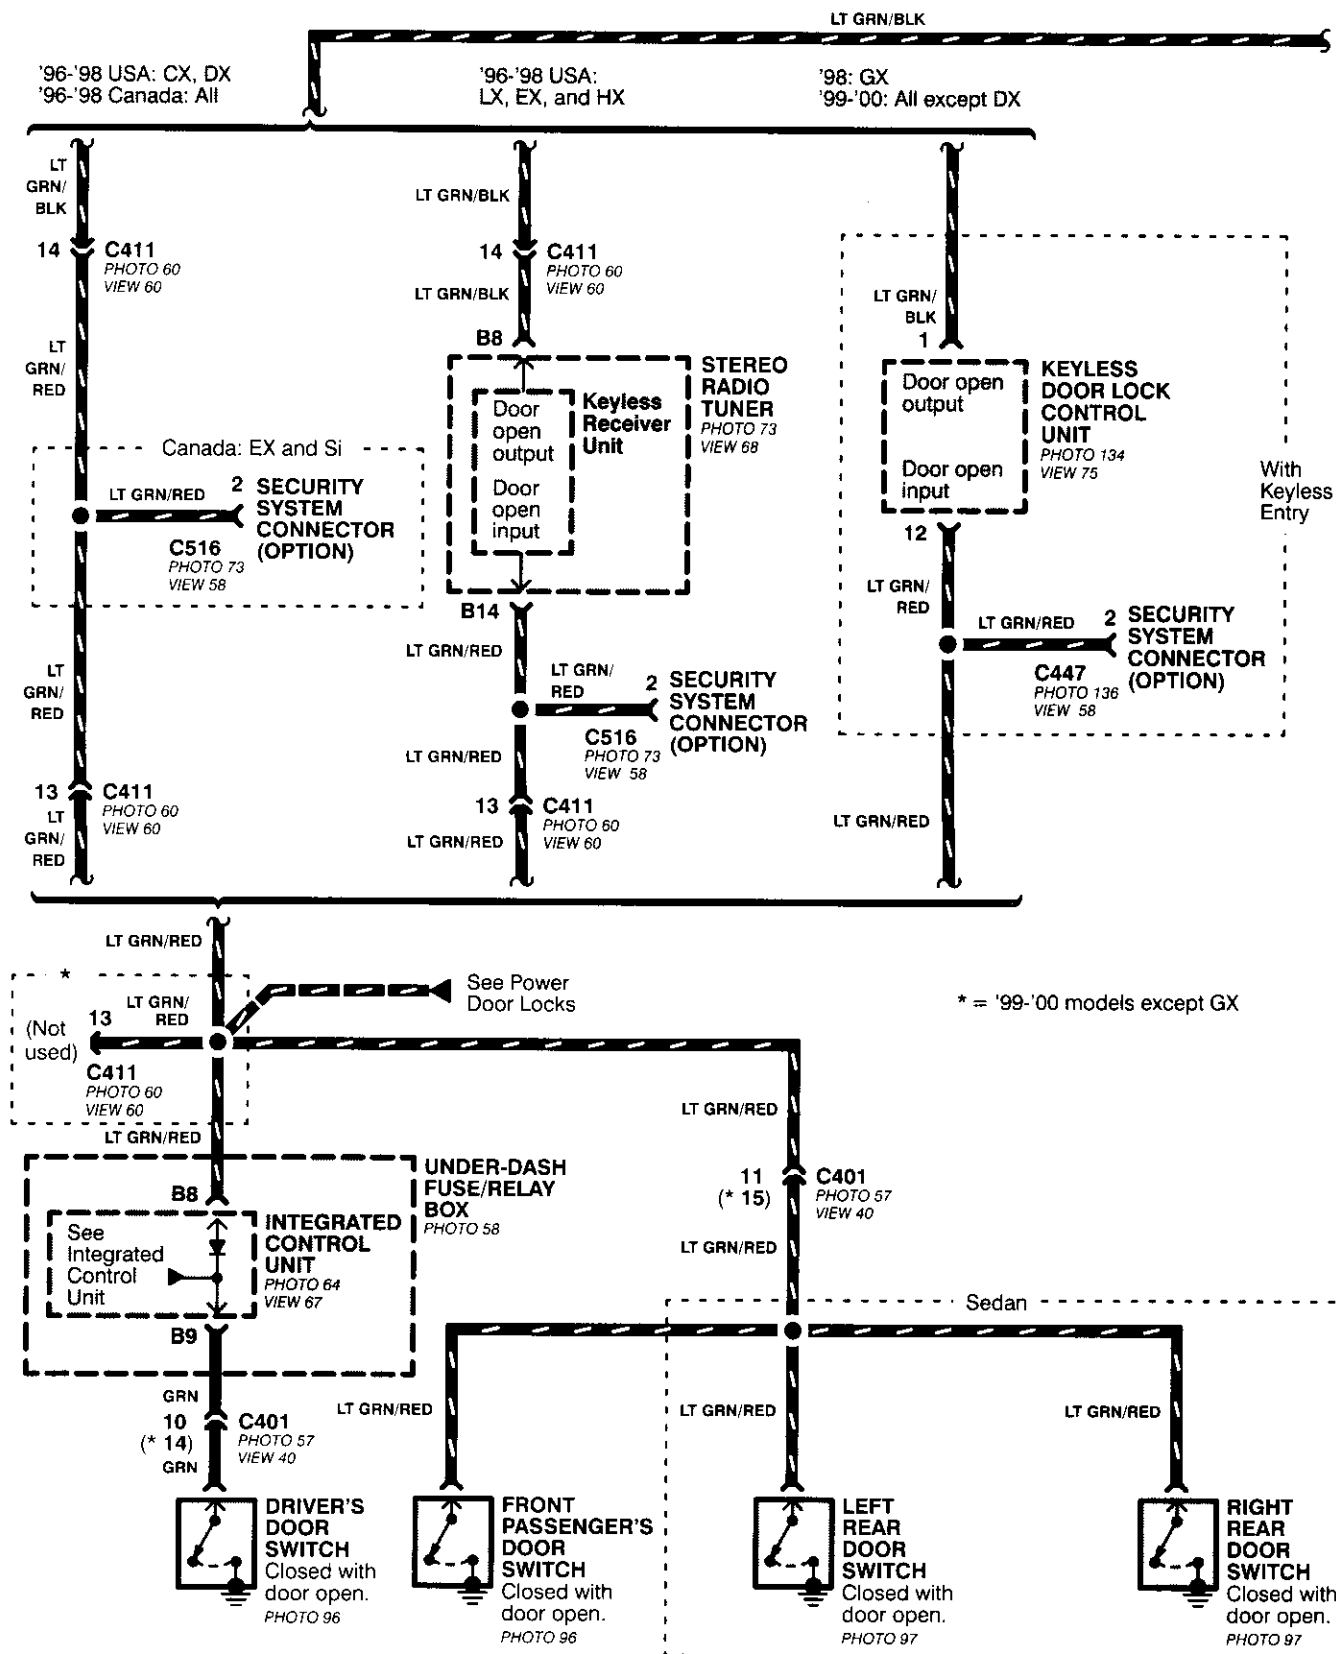 LT GRN/BLK
'96-'98 USA: CX, DX
'96-'98 Canada: All
'96-'98 USA:
LX, EX, and HX
'98: GX
'99-'00: All except DX
LT
GRN/
BLK
14
C411
PHOTO 60
VIEW 60
LT
GRN/
RED
Canada: EX and Si
LT GRN/RED
2
SECURITY
SYSTEM
CONNECTOR
(OPTION)
C516
PHOTO 73
VIEW 58
LT
GRN/
RED
13
C411
PHOTO 60
VIEW 60
LT
GRN/
RED
LT GRN/BLK
14
C411
PHOTO 60
VIEW 60
LT GRN/BLK
B8
STEREO
RADIO
TUNER
PHOTO 73
VIEW 68
Keyless
Receiver
Unit
Door
open
output
Door
open
input
B14
LT GRN/RED
LT GRN/
RED
2
SECURITY
SYSTEM
CONNECTOR
(OPTION)
C516
PHOTO 73
VIEW 58
LT GRN/RED
13
C411
PHOTO 60
VIEW 60
LT GRN/RED
LT GRN/
BLK
1
Door open
output
Door open
input
KEYLESS
DOOR LOCK
CONTROL
UNIT
PHOTO 134
VIEW 75
With
Keyless
Entry
12
LT GRN/
RED
LT GRN/RED
2
SECURITY
SYSTEM
CONNECTOR
(OPTION)
C447
PHOTO 136
VIEW 58
LT GRN/RED
LT GRN/RED
*
LT GRN/
RED
13
(Not
used)
C411
PHOTO 60
VIEW 60
See Power
Door Locks
* = '99-'00 models except GX
LT GRN/RED
UNDER-DASH
FUSE/RELAY
BOX
PHOTO 58
B8
See
Integrated
Control
Unit
INTEGRATED
CONTROL
UNIT
PHOTO 64
VIEW 67
B9
GRN
10
(* 14)
C401
PHOTO 57
VIEW 40
GRN
LT GRN/RED
11
(* 15)
C401
PHOTO 57
VIEW 40
LT GRN/RED
Sedan
LT GRN/RED
LT GRN/RED
LT GRN/RED
DRIVER'S
DOOR
SWITCH
Closed with
door open.
PHOTO 96
FRONT
PASSENGER'S
DOOR
SWITCH
Closed with
door open.
PHOTO 96
LEFT
REAR
DOOR
SWITCH
Closed with
door open.
PHOTO 97
RIGHT
REAR
DOOR
SWITCH
Closed with
door open.
PHOTO 97